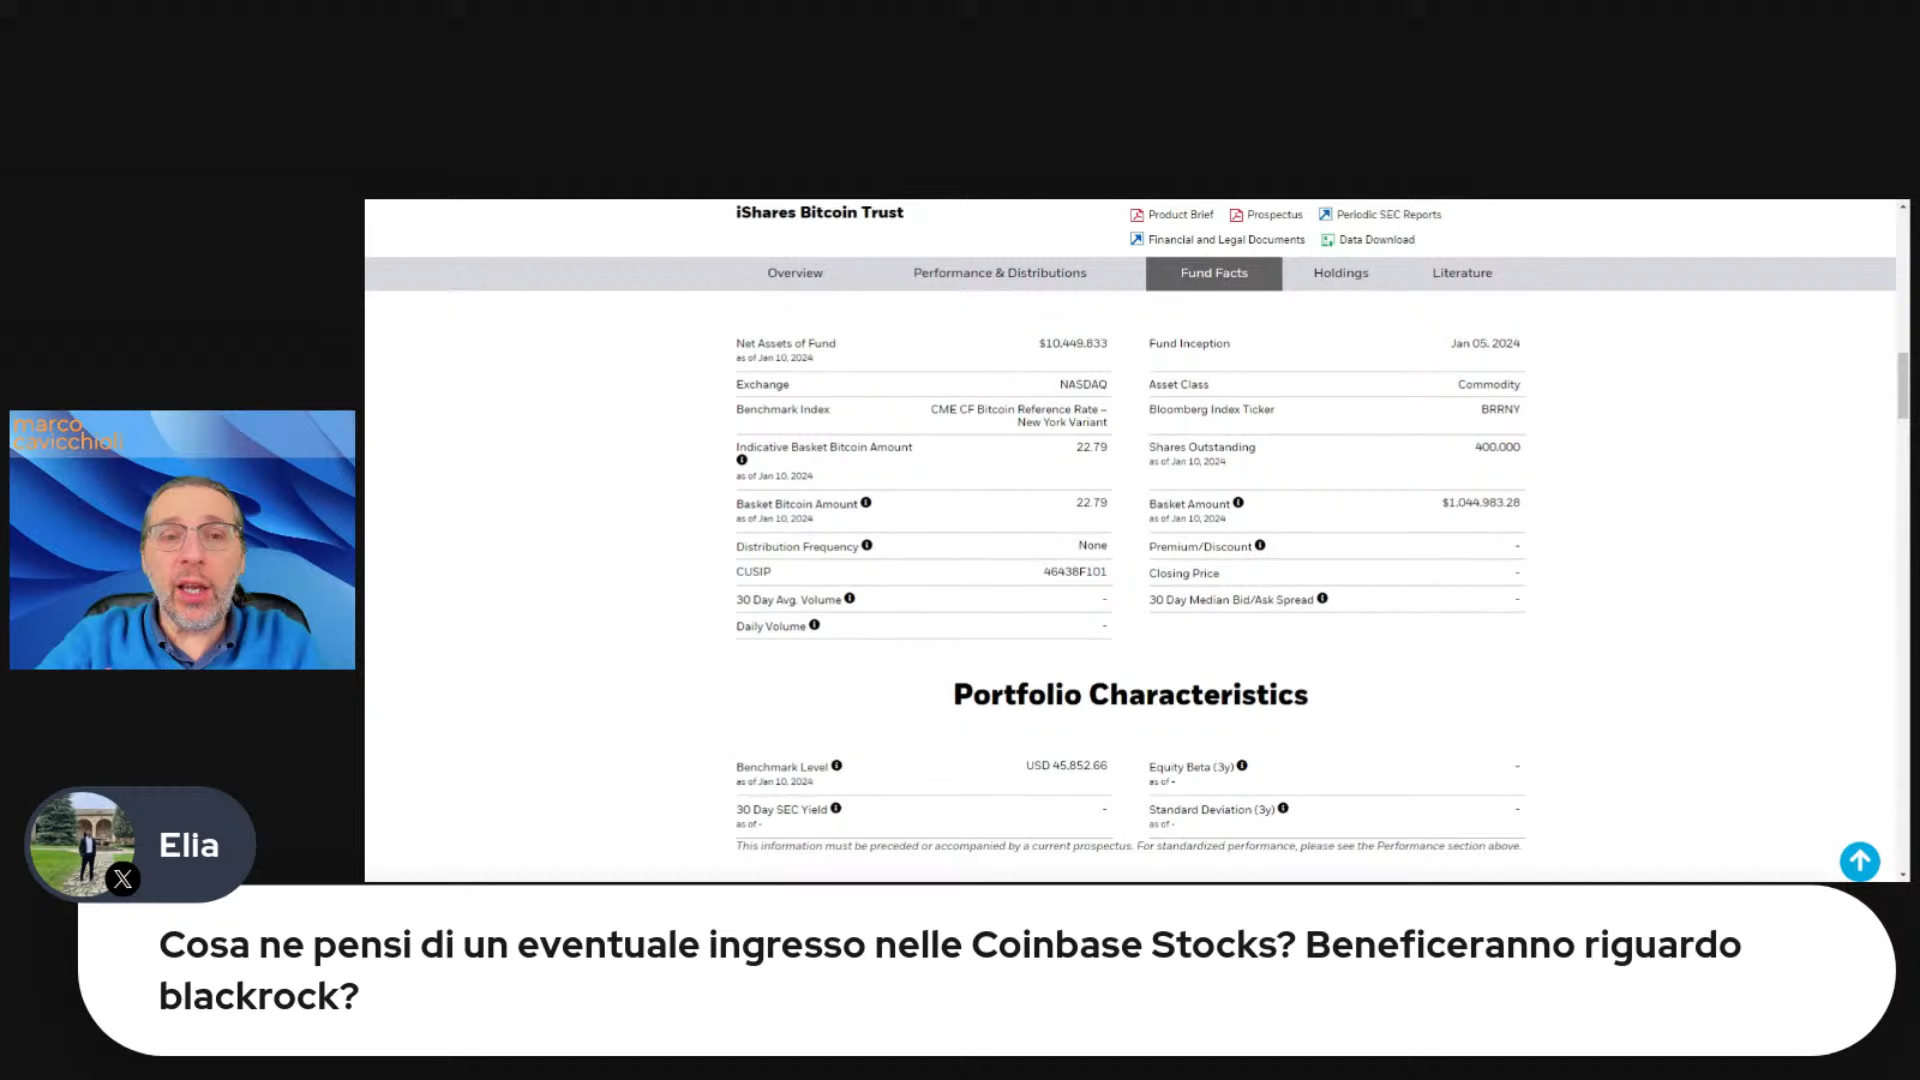 iShares Bitcoin Trust
Product Brief Prospectus Periodic SEC Reports
Financial and Legal Documents Data Download
Overview Performance & Distributions Fund Facts Holdings Literature
Net Assets of Fund $10,449,833 Fund Inception Jan 05, 2024
as of Jan 10, 2024
Exchange NASDAQ Asset Class Commodity
Benchmark Index CME CF Bitcoin Reference Rate – Bloomberg Index Ticker BRRNY
New York Variant
Indicative Basket Bitcoin Amount 22.79 Shares Outstanding 400,000
as of Jan 10, 2024
as of Jan 10, 2024
Basket Bitcoin Amount 22.79 Basket Amount $1,044,983.28
as of Jan 10, 2024 as of Jan 10, 2024
Distribution Frequency None Premium/Discount -
CUSIP 46438F101 Closing Price -
30 Day Avg. Volume - 30 Day Median Bid/Ask Spread -
Daily Volume -
Portfolio Characteristics
Benchmark Level USD 45,852.66 Equity Beta (3y) -
as of Jan 10, 2024 as of -
30 Day SEC Yield - Standard Deviation (3y) -
as of - as of -
This information must be preceded or accompanied by a current prospectus. For standardized performance, please see the Performance section above.
marco
cavicchioli
Elia
Cosa ne pensi di un eventuale ingresso nelle Coinbase Stocks? Beneficeranno riguardo
blackrock?